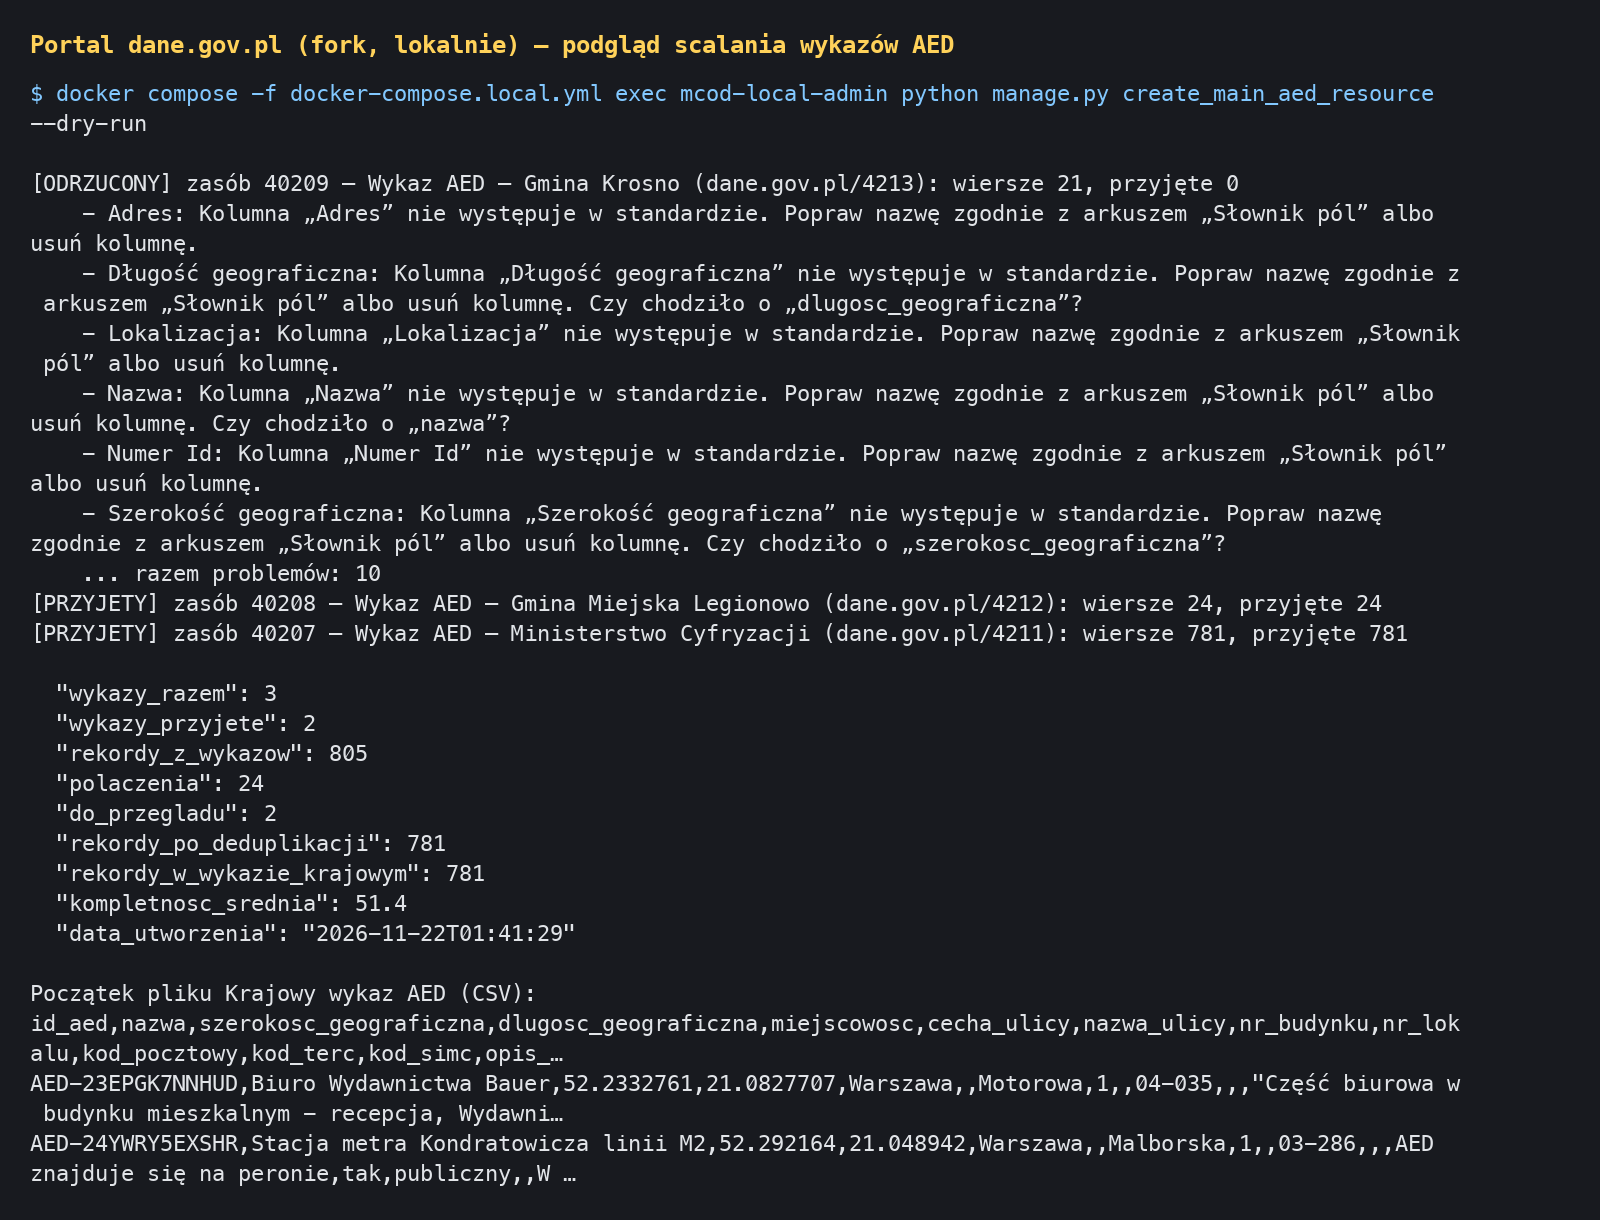 Portal dane.gov.pl (fork, lokalnie) — podgląd scalania wykazów AED
$ docker compose -f docker-compose.local.yml exec mcod-local-admin python manage.py create_main_aed_resource
--dry-run
[ODRZUCONY] zasób 40209 — Wykaz AED — Gmina Krosno (dane.gov.pl/4213): wiersze 21, przyjęte 0
    - Adres: Kolumna „Adres” nie występuje w standardzie. Popraw nazwę zgodnie z arkuszem „Słownik pól” albo
usuń kolumnę.
    - Długość geograficzna: Kolumna „Długość geograficzna” nie występuje w standardzie. Popraw nazwę zgodnie z
 arkuszem „Słownik pól” albo usuń kolumnę. Czy chodziło o „dlugosc_geograficzna”?
    - Lokalizacja: Kolumna „Lokalizacja” nie występuje w standardzie. Popraw nazwę zgodnie z arkuszem „Słownik
 pól” albo usuń kolumnę.
    - Nazwa: Kolumna „Nazwa” nie występuje w standardzie. Popraw nazwę zgodnie z arkuszem „Słownik pól” albo
usuń kolumnę. Czy chodziło o „nazwa”?
    - Numer Id: Kolumna „Numer Id” nie występuje w standardzie. Popraw nazwę zgodnie z arkuszem „Słownik pól”
albo usuń kolumnę.
    - Szerokość geograficzna: Kolumna „Szerokość geograficzna” nie występuje w standardzie. Popraw nazwę
zgodnie z arkuszem „Słownik pól” albo usuń kolumnę. Czy chodziło o „szerokosc_geograficzna”?
    ... razem problemów: 10
[PRZYJETY] zasób 40208 — Wykaz AED — Gmina Miejska Legionowo (dane.gov.pl/4212): wiersze 24, przyjęte 24
[PRZYJETY] zasób 40207 — Wykaz AED — Ministerstwo Cyfryzacji (dane.gov.pl/4211): wiersze 781, przyjęte 781
  "wykazy_razem": 3
  "wykazy_przyjete": 2
  "rekordy_z_wykazow": 805
  "polaczenia": 24
  "do_przegladu": 2
  "rekordy_po_deduplikacji": 781
  "rekordy_w_wykazie_krajowym": 781
  "kompletnosc_srednia": 51.4
  "data_utworzenia": "2026-11-22T01:41:29"
Początek pliku Krajowy wykaz AED (CSV):
id_aed,nazwa,szerokosc_geograficzna,dlugosc_geograficzna,miejscowosc,cecha_ulicy,nazwa_ulicy,nr_budynku,nr_lok
alu,kod_pocztowy,kod_terc,kod_simc,opis_…
AED-23EPGK7NNHUD,Biuro Wydawnictwa Bauer,52.2332761,21.0827707,Warszawa,,Motorowa,1,,04-035,,,"Część biurowa w
 budynku mieszkalnym - recepcja, Wydawni…
AED-24YWRY5EXSHR,Stacja metra Kondratowicza linii M2,52.292164,21.048942,Warszawa,,Malborska,1,,03-286,,,AED
znajduje się na peronie,tak,publiczny,,W …